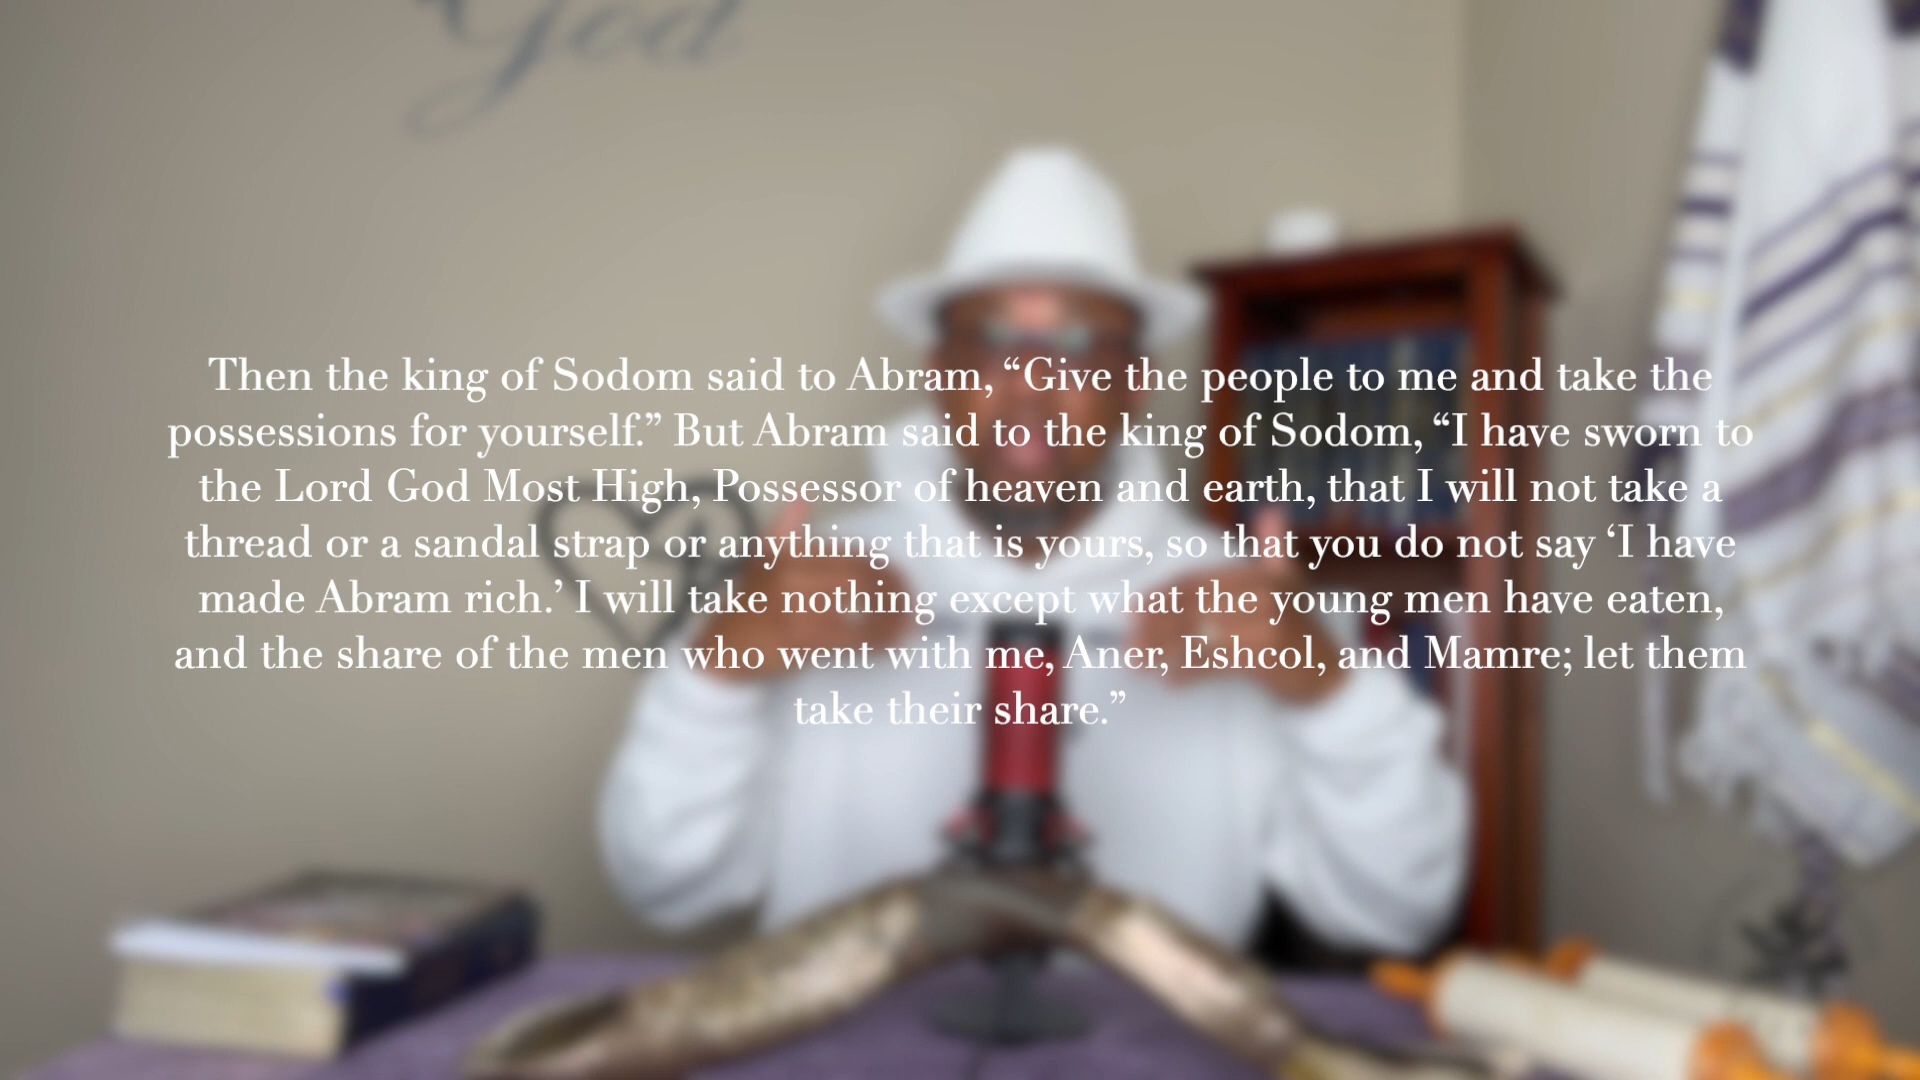 God
Then the king of Sodom said to Abram, “Give the people to me and take the
possessions for yourself.” But Abram said to the king of Sodom, “I have sworn to
the Lord God Most High, Possessor of heaven and earth, that I will not take a
thread or a sandal strap or anything that is yours, so that you do not say ‘I have
made Abram rich.’ I will take nothing except what the young men have eaten,
and the share of the men who went with me, Aner, Eshcol, and Mamre; let them
take their share.”